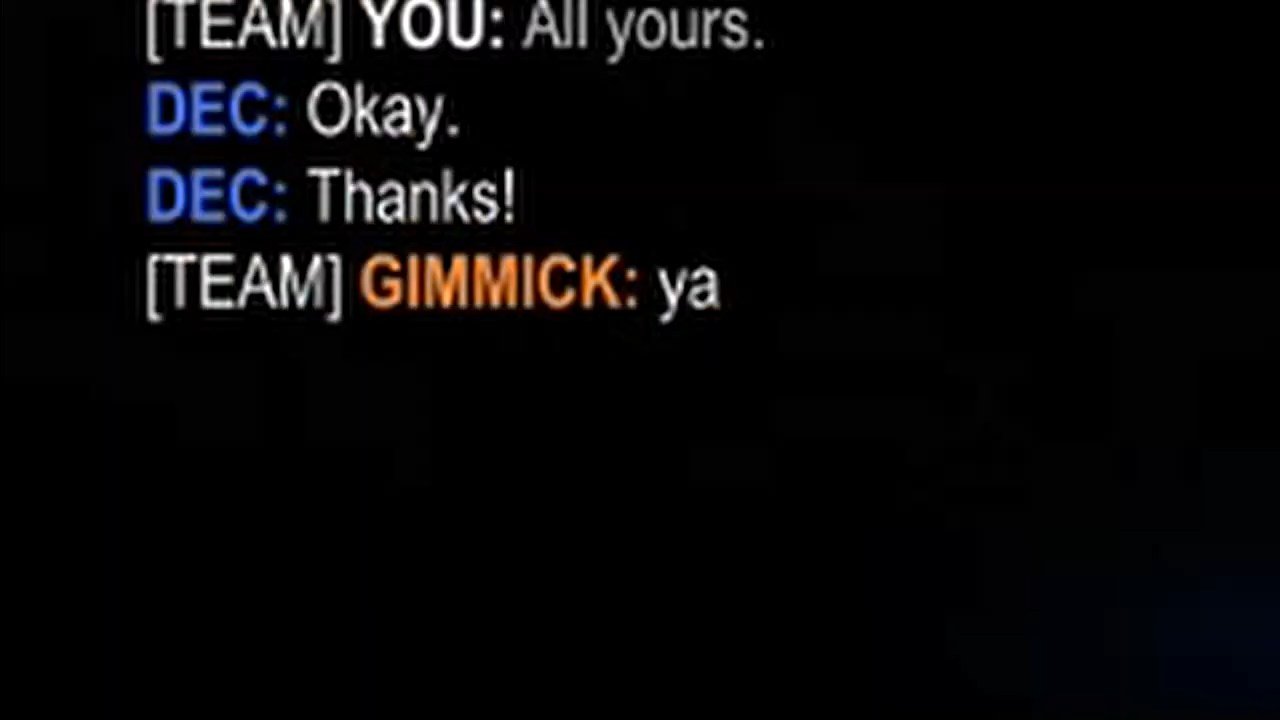 [TEAM] YOU: All yours.
DEC: Okay.
DEC: Thanks!
[TEAM] GIMMICK: ya